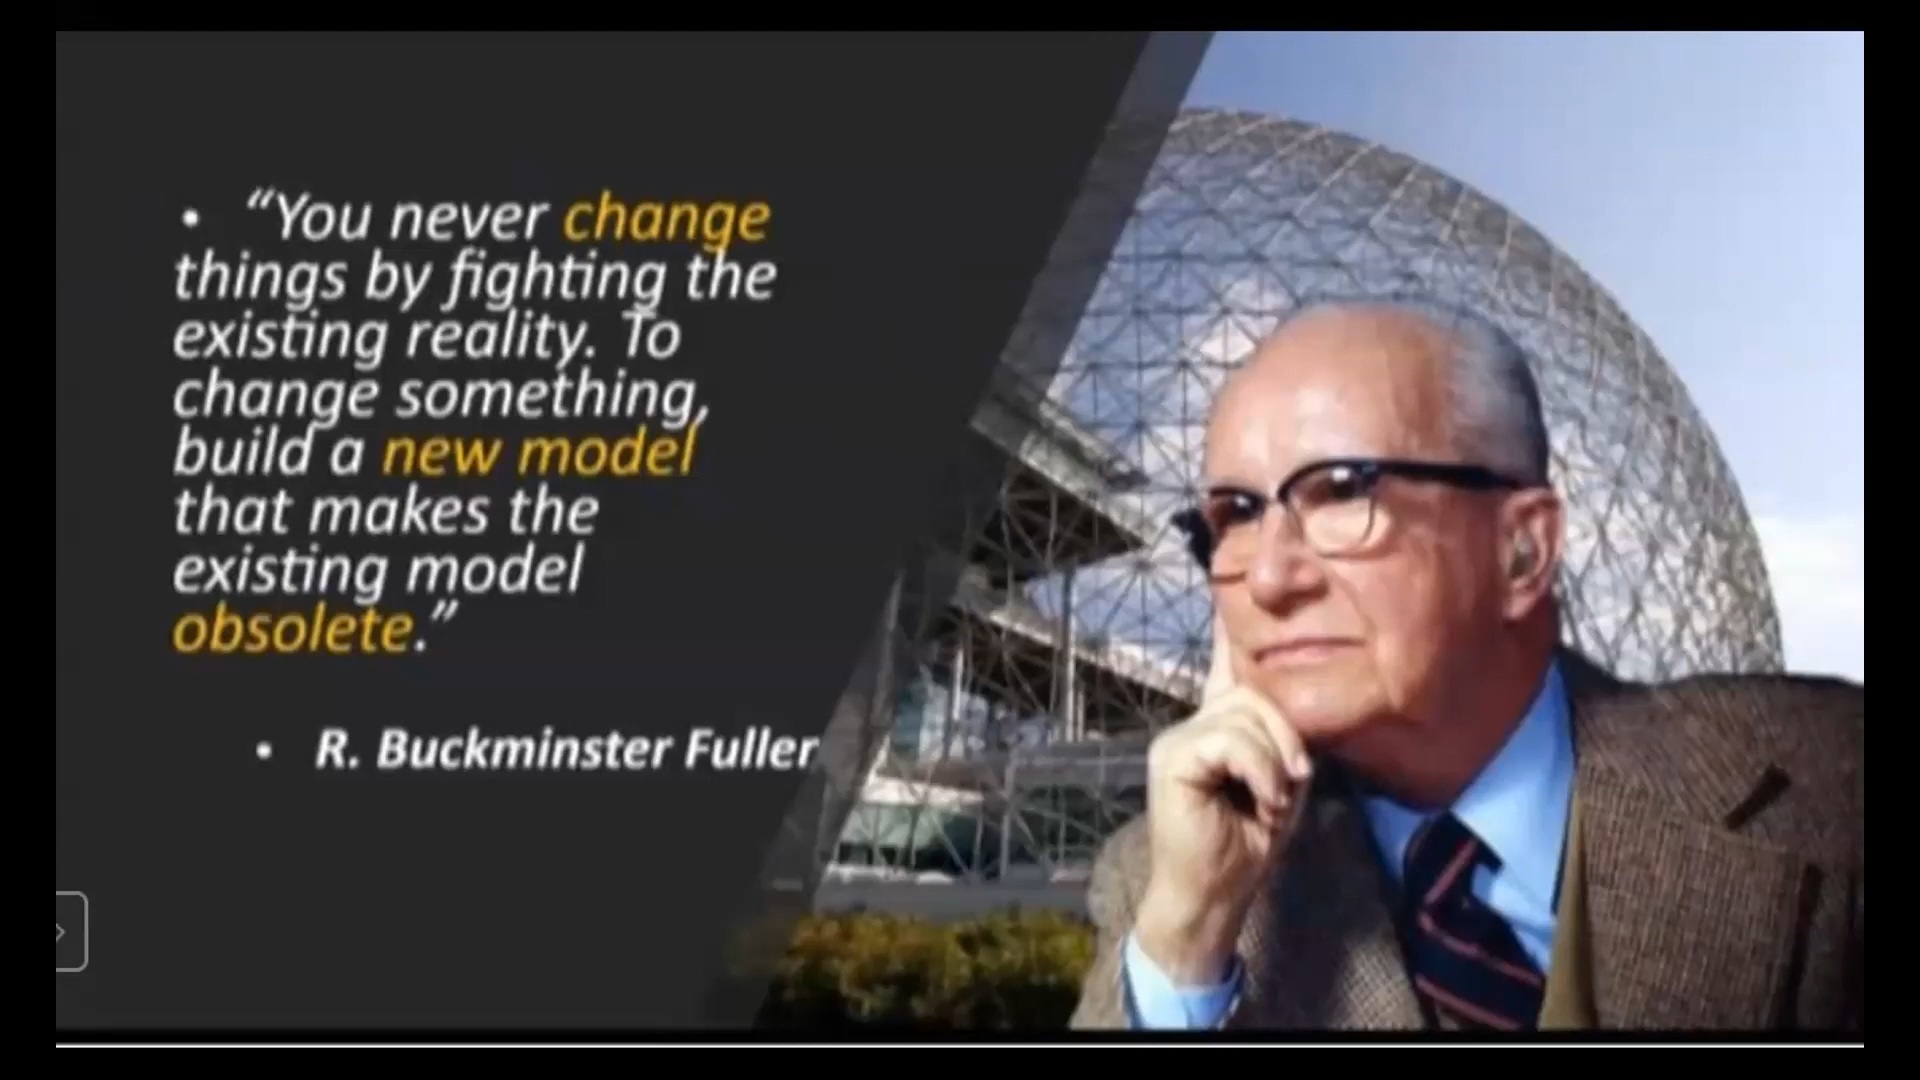 • “You never change
things by fighting the
existing reality. To
change something,
build a new model
that makes the
existing model
obsolete.”
• R. Buckminster Fuller